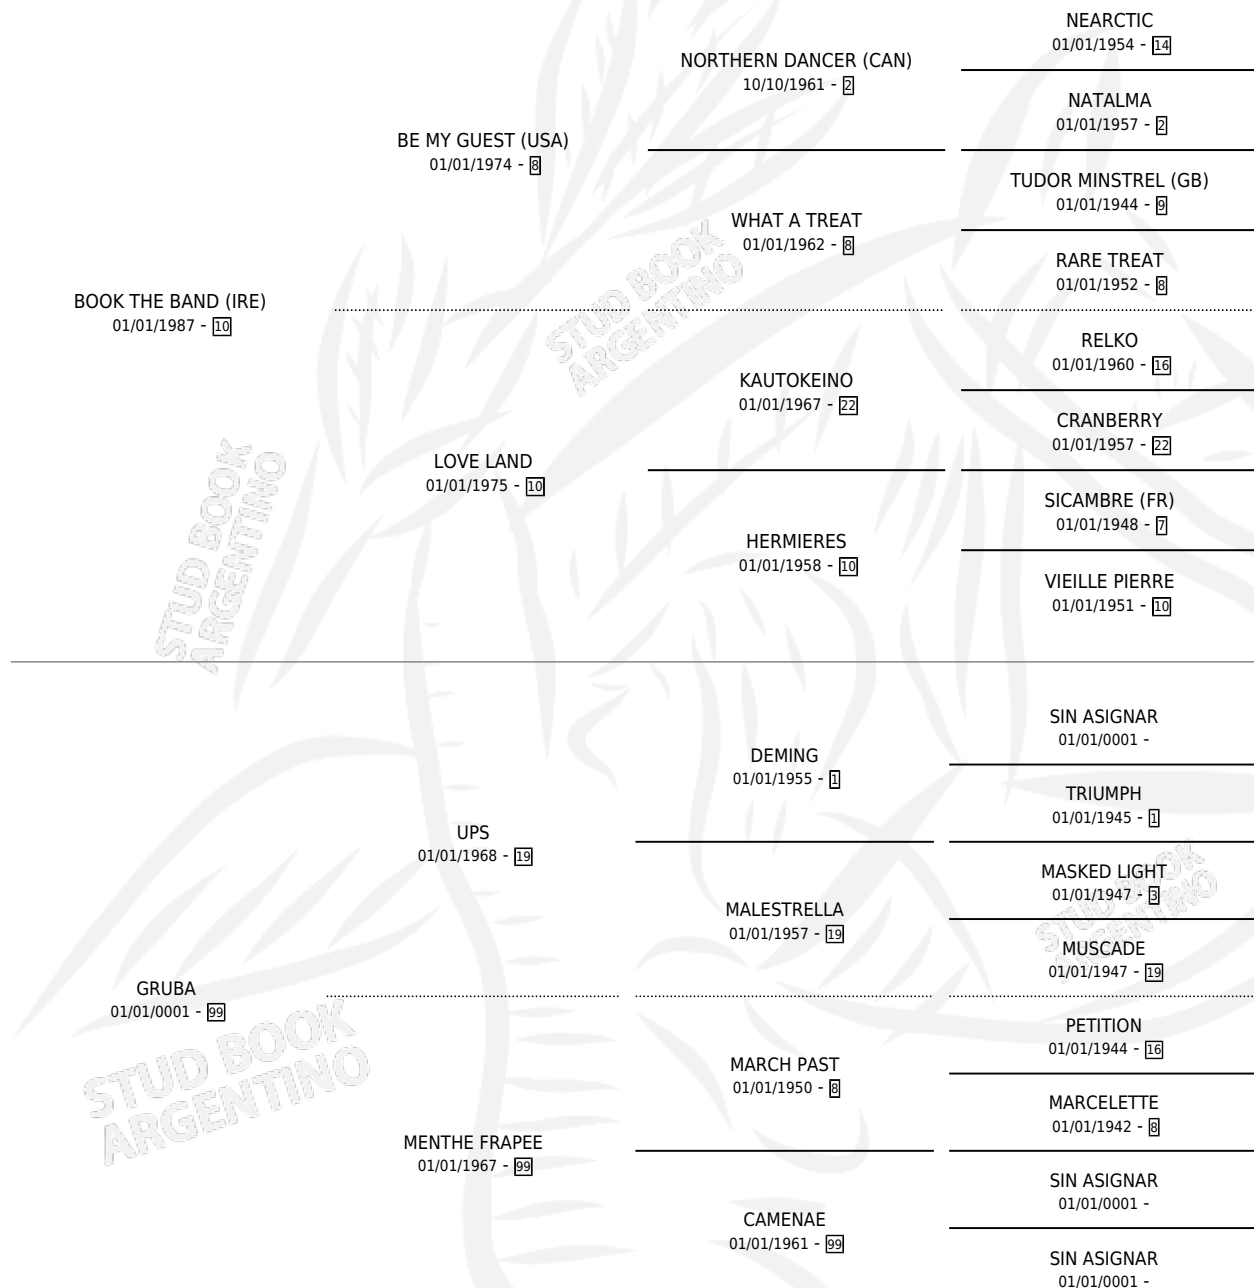 NEARCTIC
01/01/1954 - 14
NORTHERN DANCER (CAN)
10/10/1961 - 2
NATALMA
01/01/1957 - 2
BE MY GUEST (USA)
01/01/1974 - 8
TUDOR MINSTREL (GB)
01/01/1944 - 9
WHAT A TREAT
01/01/1962 - 8
RARE TREAT
01/01/1952 - 8
BOOK THE BAND (IRE)
01/01/1987 - 10
RELKO
01/01/1960 - 16
KAUTOKEINO
01/01/1967 - 22
CRANBERRY
01/01/1957 - 22
LOVE LAND
01/01/1975 - 10
SICAMBRE (FR)
01/01/1948 - 7
HERMIERES
01/01/1958 - 10
VIEILLE PIERRE
01/01/1951 - 10
SIN ASIGNAR
01/01/0001 -
DEMING
01/01/1955 - 1
TRIUMPH
01/01/1945 - 1
UPS
01/01/1968 - 19
MASKED LIGHT
01/01/1947 - 3
MALESTRELLA
01/01/1957 - 19
MUSCADE
01/01/1947 - 19
GRUBA
01/01/0001 - 99
PETITION
01/01/1944 - 16
MARCH PAST
01/01/1950 - 8
MARCELETTE
01/01/1942 - 8
MENTHE FRAPEE
01/01/1967 - 99
SIN ASIGNAR
01/01/0001 -
CAMENAE
01/01/1961 - 99
SIN ASIGNAR
01/01/0001 -
STUD BOOK
ARGENTINO
STUD BOOK
ARGENTINO
STUD BOOK
ARGENTINO
STUD BOOK
ARGENTINO